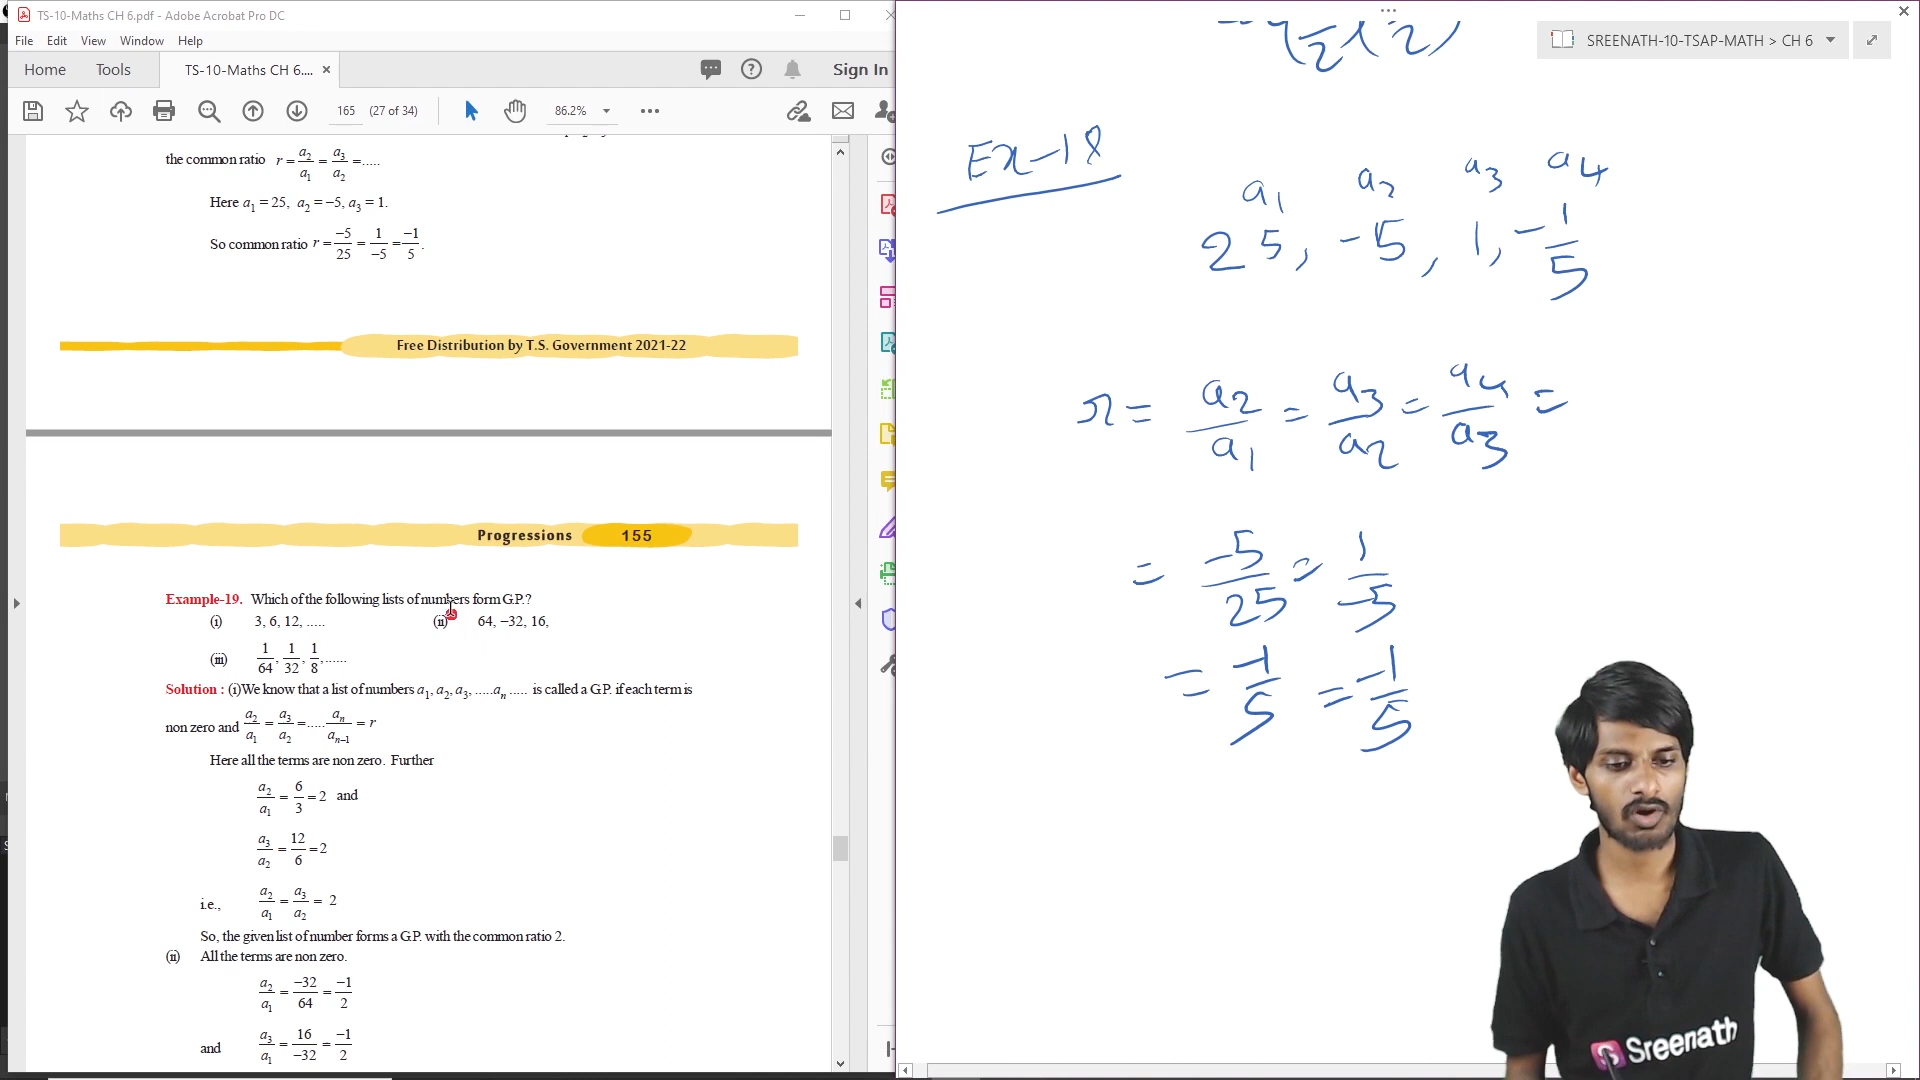 TS-10-Maths CH 6.pdf - Adobe Acrobat Pro DC
File Edit View Window Help
Home Tools TS-10-Maths CH 6.... × Sign In
165 (27 of 34) 86.2%
the common ratio r = a₂/a₁ = a₃/a₂ = .....
Here a₁ = 25, a₂ = −5, a₃ = 1.
So common ratio r = −5/25 = 1/−5 = −1/5.
Free Distribution by T.S. Government 2021-22
Progressions 155
Example-19. Which of the following lists of numbers form G.P.?
(i) 3, 6, 12, ..... (ii) 64, −32, 16,
(iii) 1/64, 1/32, 1/8, ......
Solution : (i)We know that a list of numbers a₁, a₂, a₃, .....aₙ ..... is called a G.P. if each term is
non zero and a₂/a₁ = a₃/a₂ = ..... aₙ/aₙ₋₁ = r
Here all the terms are non zero. Further
a₂/a₁ = 6/3 = 2 and
a₃/a₂ = 12/6 = 2
i.e., a₂/a₁ = a₃/a₂ = 2
So, the given list of number forms a G.P. with the common ratio 2.
(ii) All the terms are non zero.
a₂/a₁ = −32/64 = −1/2
and a₃/a₁ = 16/−32 = −1/2
SREENATH-10-TSAP-MATH > CH 6
Ex-18
a₁ a₂ a₃ a₄
25, -5, 1, -1/5
r = a₂/a₁ = a₃/a₂ = a₄/a₃ =
= -5/25 = 1/-5
= -1/5 = -1/5
Sreenath